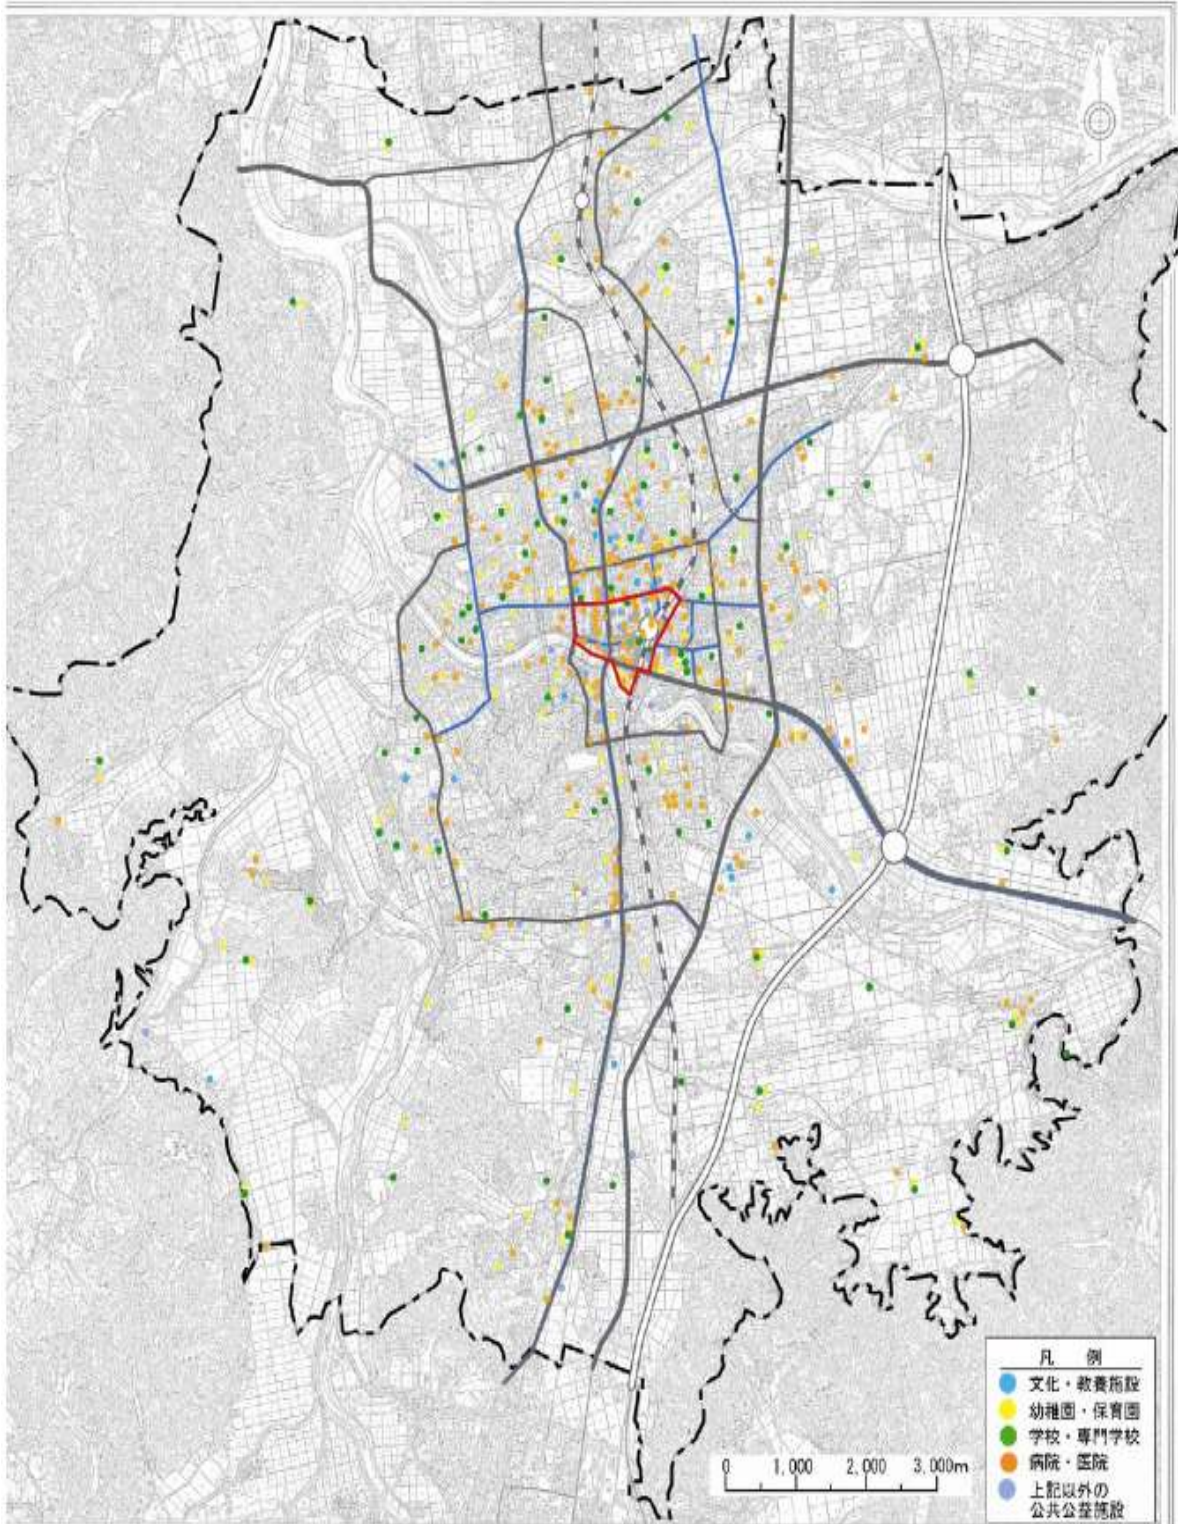 凡 例
文化・教養施設
幼稚園・保育園
学校・専門学校
病院・医院
上記以外の
公共公益施設
0 1,000 2,000 3,000m